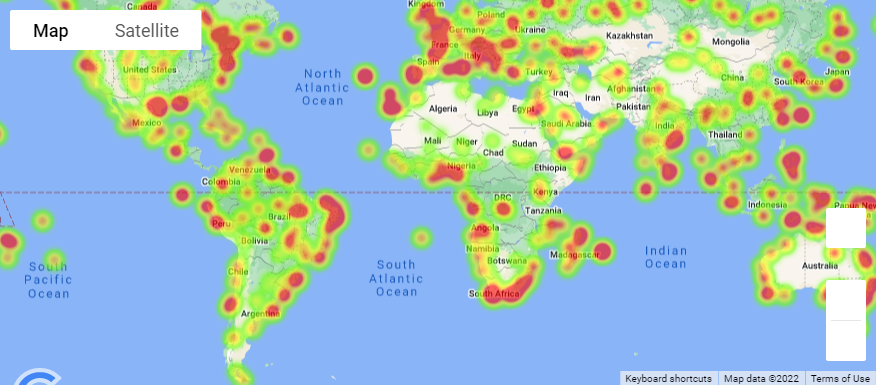 Canada
Map
Satellite
Kingdom
Poland
Germany
Ukraine
France
Italy
Spain
Kazakhstan
Mongolia
United States
North
Atlantic
Ocean
Turkey
China
Japan
South Korea
Iraq
Iran
Afghanistan
Pakistan
Mexico
Algeria
Libya
Egypt
Saudi Arabia
India
Thailand
Mali
Niger
Chad
Sudan
Ethiopia
Nigeria
Venezuela
Colombia
DRC
Kenya
Tanzania
Indonesia
Papua New
Brazil
Peru
Bolivia
Angola
Namibia
Botswana
Madagascar
South
Pacific
Ocean
South
Atlantic
Ocean
Indian
Ocean
Australia
Chile
South Africa
Argentina
Keyboard shortcuts
Map data ©2022
Terms of Use